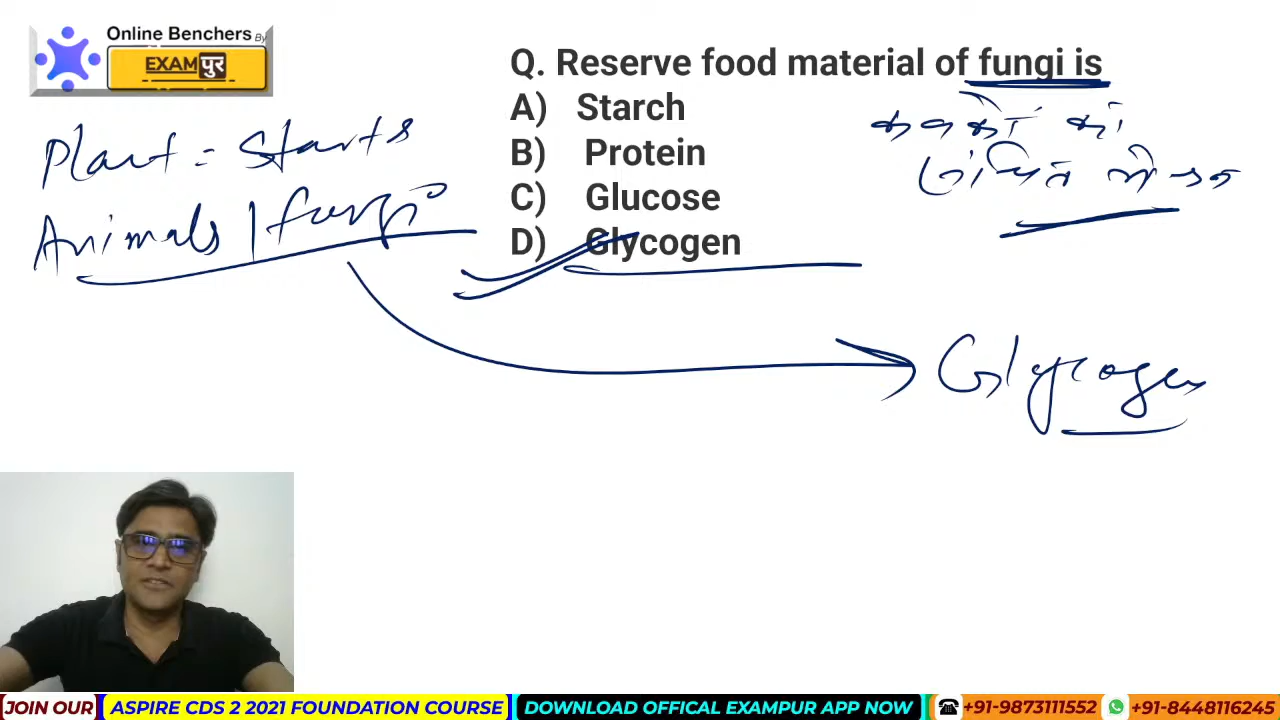 Online Benchers By
EXAMपुर
Q. Reserve food material of fungi is
A) Starch
B) Protein
C) Glucose
D) Glycogen
Plant = Starts
Animals | fungi
कवकों का
संचित भोजन
Glycogen
JOIN OUR ASPIRE CDS 2 2021 FOUNDATION COURSE DOWNLOAD OFFICAL EXAMPUR APP NOW +91-9873111552 +91-8448116245